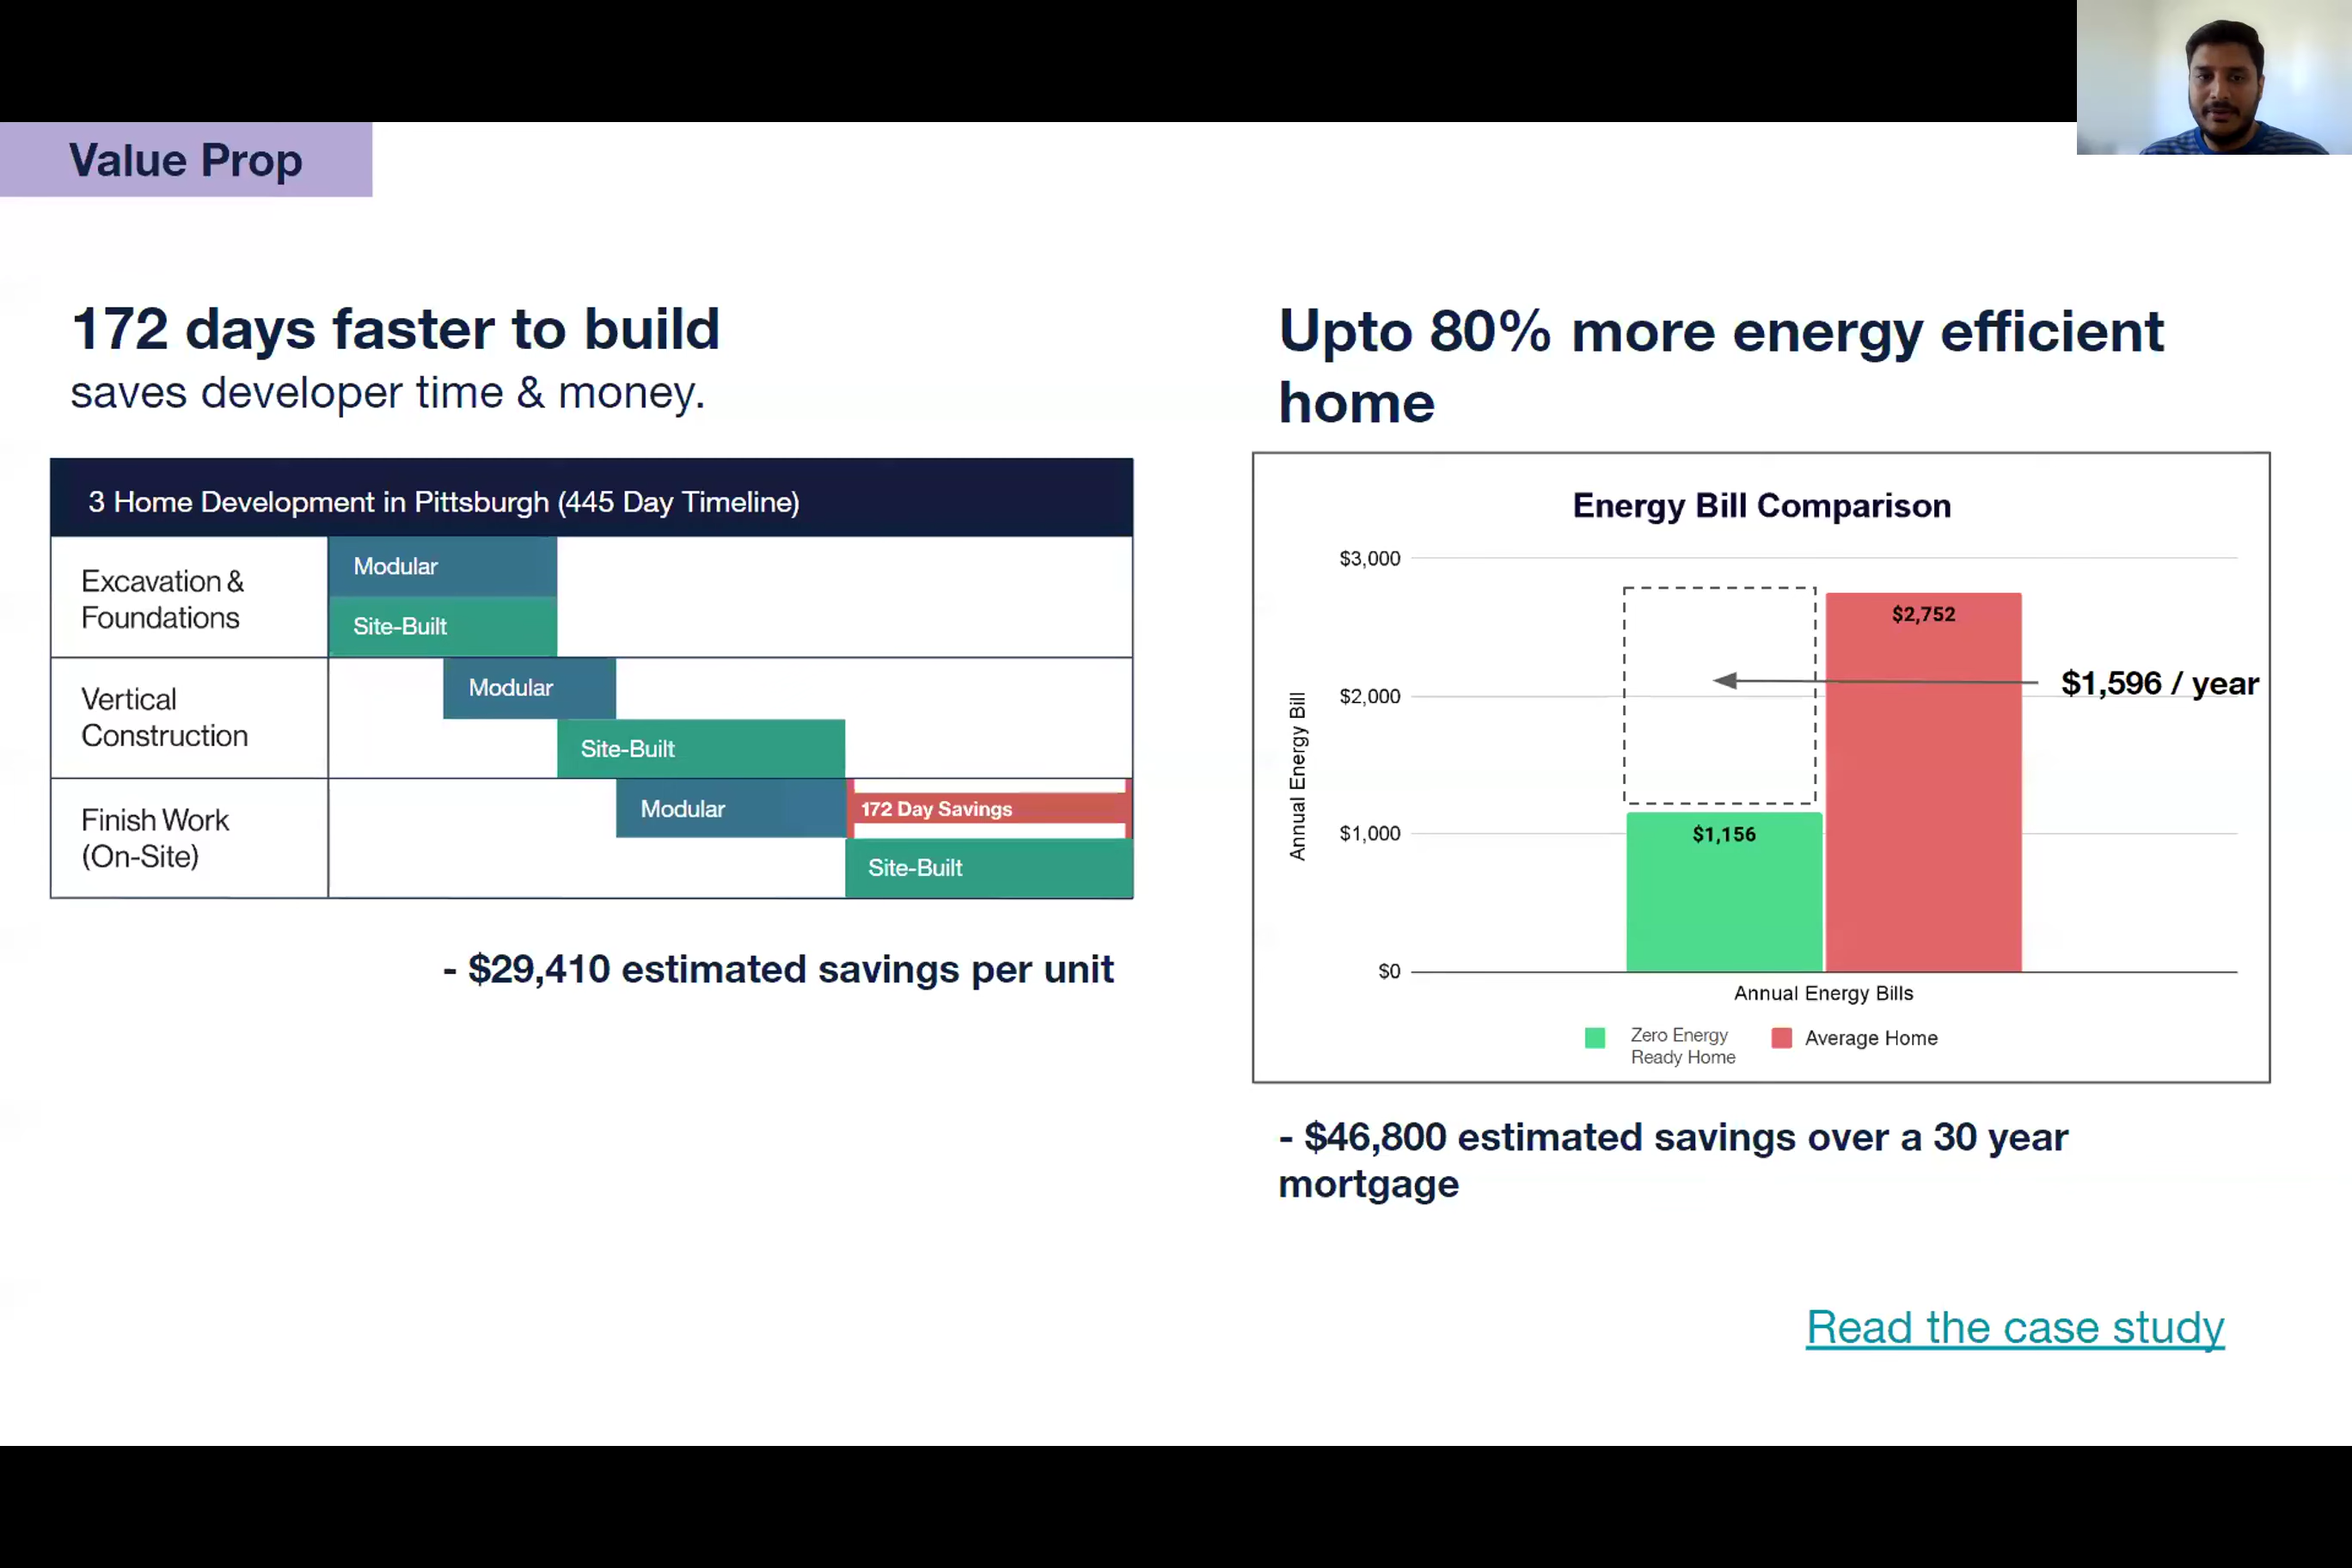 Value Prop
172 days faster to build
saves developer time & money.
3 Home Development in Pittsburgh (445 Day Timeline)
Excavation &
Foundations
Modular
Site-Built
Vertical
Construction
Modular
Site-Built
Finish Work
(On-Site)
Modular
172 Day Savings
Site-Built
- $29,410 estimated savings per unit
Upto 80% more energy efficient
home
Energy Bill Comparison
Annual Energy Bill
$3,000
$2,000
$1,000
$0
$1,156
$2,752
$1,596 / year
Annual Energy Bills
Zero Energy
Ready Home
Average Home
- $46,800 estimated savings over a 30 year
mortgage
Read the case study